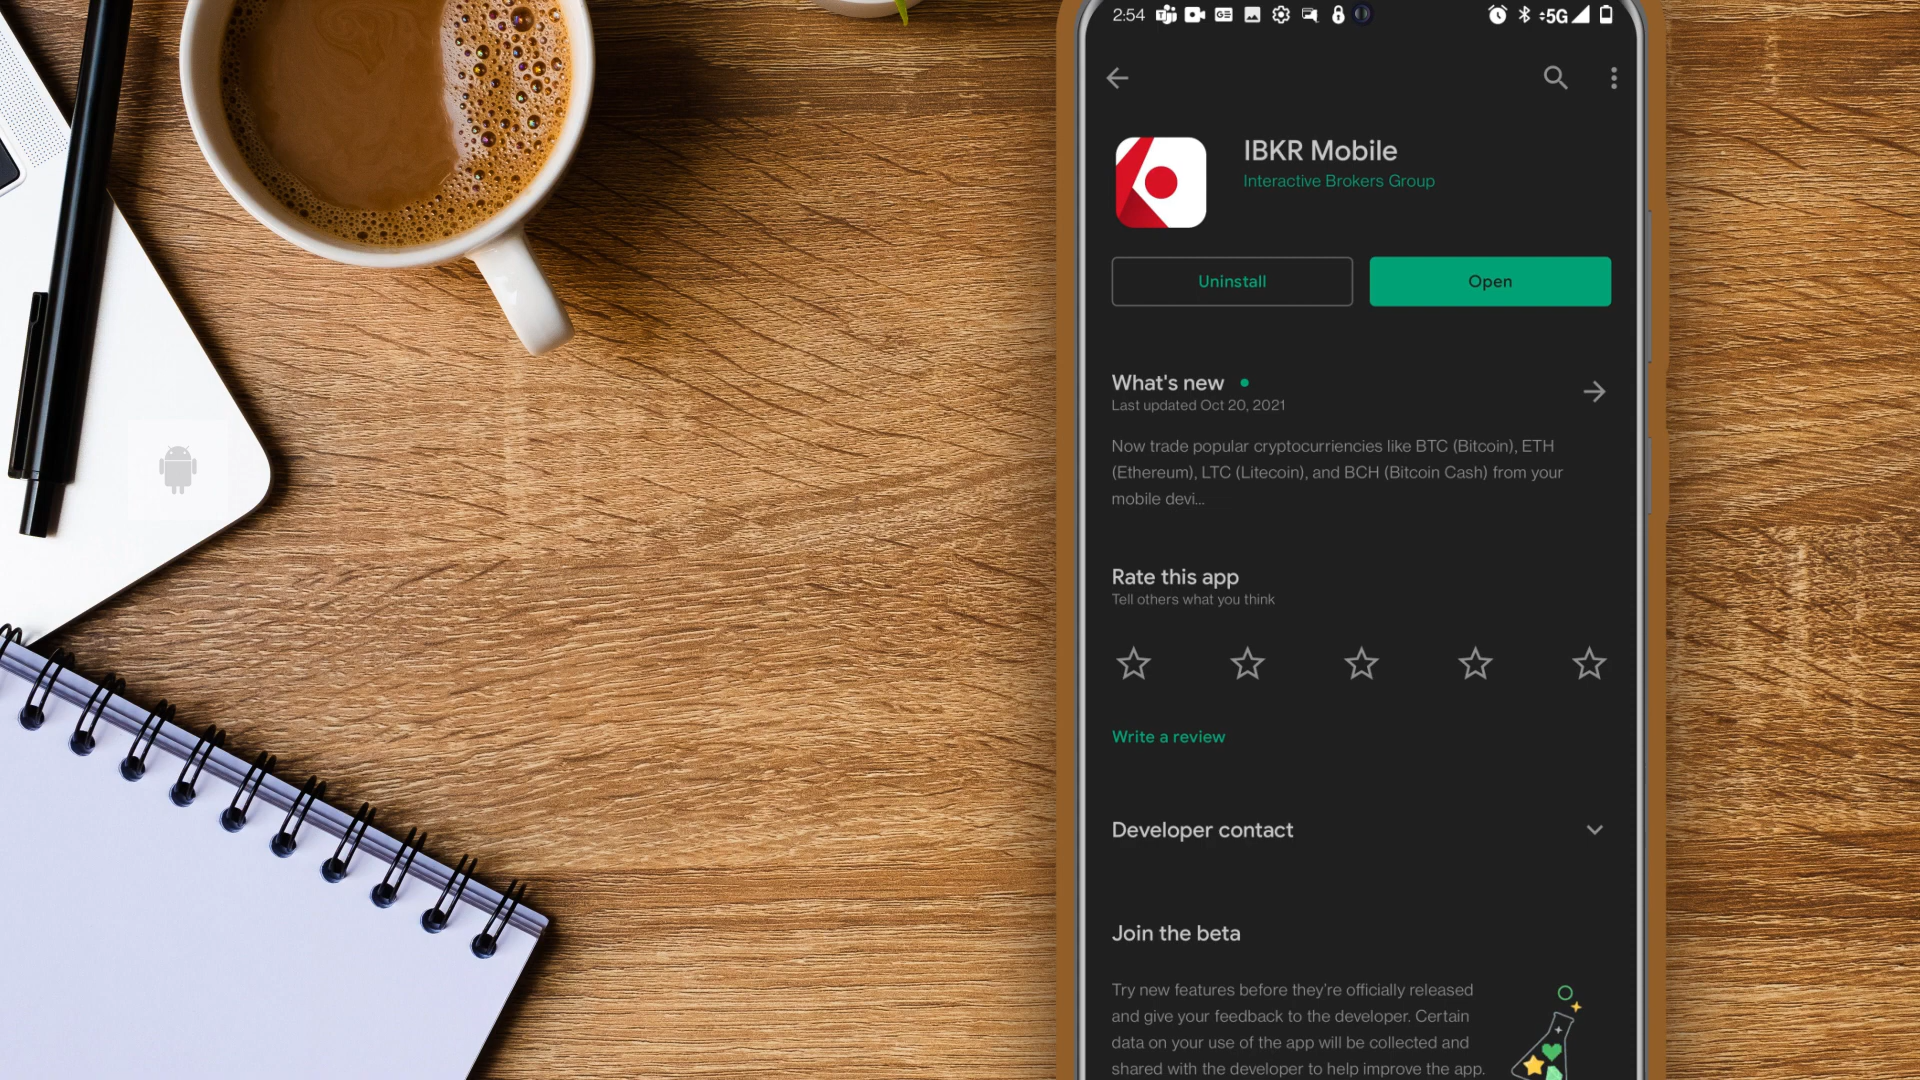 2:54
5G
IBKR Mobile
Interactive Brokers Group
Uninstall
Open
What's new
Last updated Oct 20, 2021
Now trade popular cryptocurriencies like BTC (Bitcoin), ETH
(Ethereum), LTC (Litecoin), and BCH (Bitcoin Cash) from your
mobile devi...
Rate this app
Tell others what you think
Write a review
Developer contact
Join the beta
Try new features before they're officially released
and give your feedback to the developer. Certain
data on your use of the app will be collected and
shared with the developer to help improve the app.